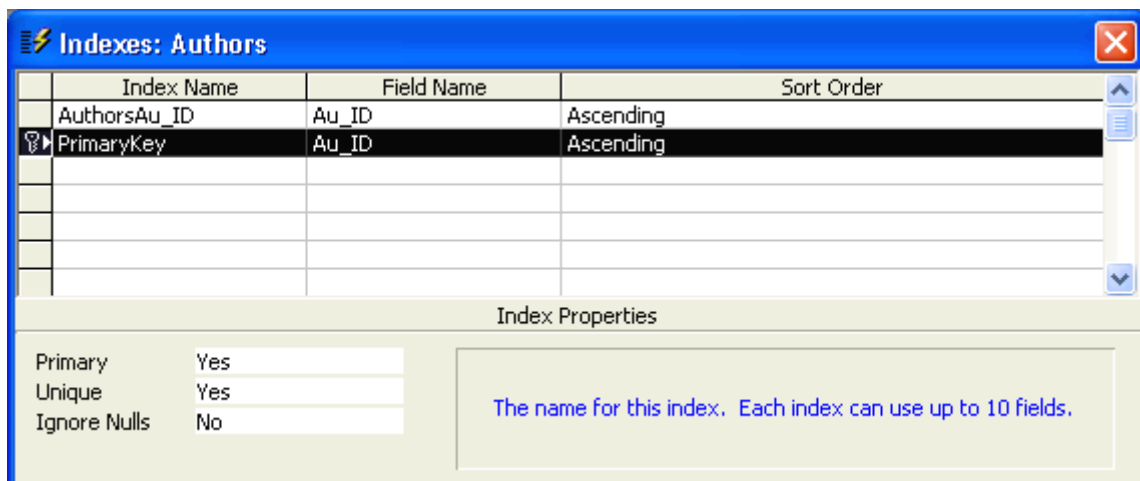 Indexes: Authors
Index Name Field Name Sort Order
AuthorsAu_ID Au_ID Ascending
PrimaryKey Au_ID Ascending
Index Properties
Primary Yes
Unique Yes
Ignore Nulls No
The name for this index. Each index can use up to 10 fields.